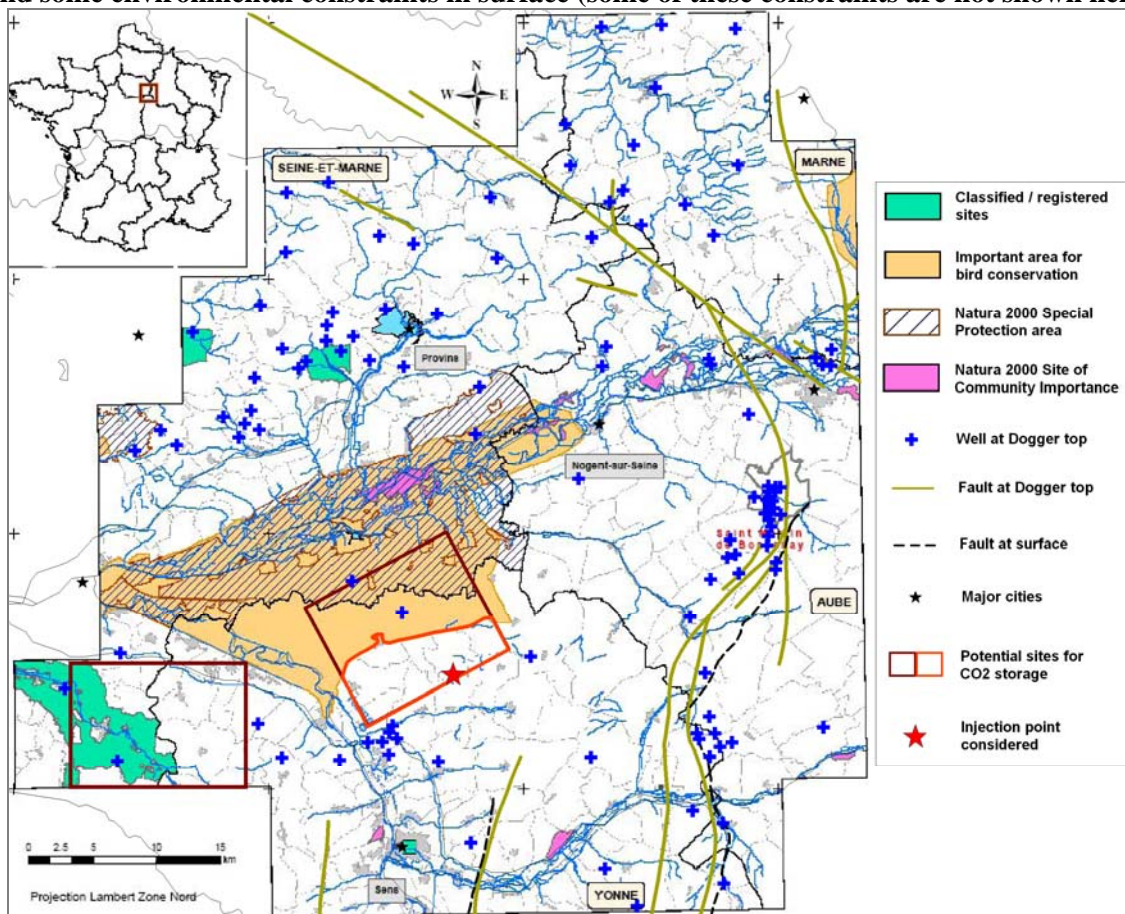 nd some environmental constraints in surface (some of these constraints are not shown her
N
W E
S
SEINE-ET-MARNE
MARNE
Provins
Nogent-sur-Seine
AUBE
Sens
YONNE
0 2.5 5 10 15
km
Projection Lambert Zone Nord
Classified / registered
sites
Important area for
bird conservation
Natura 2000 Special
Protection area
Natura 2000 Site of
Community Importance
Well at Dogger top
Fault at Dogger top
Fault at surface
Major cities
Potential sites for
CO2 storage
Injection point
considered